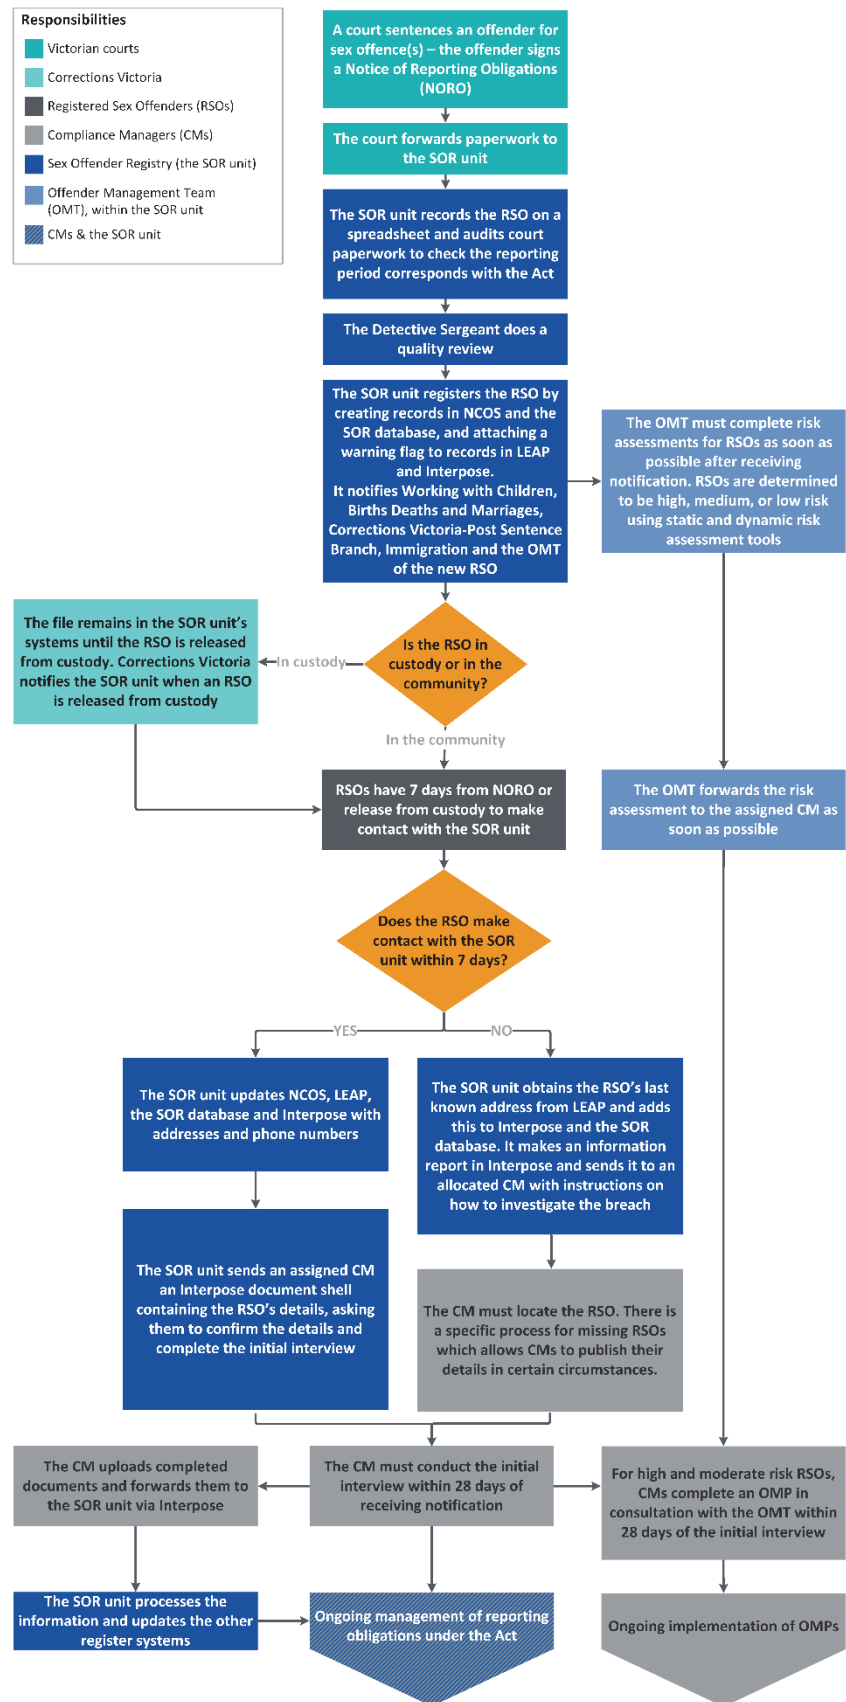 Responsibilities
Victorian courts
Corrections Victoria
Registered Sex Offenders (RSOs)
Compliance Managers (CMs)
Sex Offender Registry (the SOR unit)
Offender Management Team
(OMT), within the SOR unit
CMs & the SOR unit
A court sentences an offender for
sex offence(s) – the offender signs
a Notice of Reporting Obligations
(NORO)
The court forwards paperwork to
the SOR unit
The SOR unit records the RSO on a
spreadsheet and audits court
paperwork to check the reporting
period corresponds with the Act
The Detective Sergeant does a
quality review
The SOR unit registers the RSO by
creating records in NCOS and the
SOR database, and attaching a
warning flag to records in LEAP
and Interpose.
It notifies Working with Children,
Births Deaths and Marriages,
Corrections Victoria-Post Sentence
Branch, Immigration and the OMT
of the new RSO
The OMT must complete risk
assessments for RSOs as soon as
possible after receiving
notification. RSOs are determined
to be high, medium, or low risk
using static and dynamic risk
assessment tools
The file remains in the SOR unit's
systems until the RSO is released
from custody. Corrections Victoria
notifies the SOR unit when an RSO
is released from custody
In custody
Is the RSO in
custody or in the
community?
In the community
RSOs have 7 days from NORO or
release from custody to make
contact with the SOR unit
The OMT forwards the risk
assessment to the assigned CM as
soon as possible
Does the RSO make
contact with the SOR
unit within 7 days?
YES
NO
The SOR unit updates NCOS, LEAP,
the SOR database and Interpose with
addresses and phone numbers
The SOR unit obtains the RSO's last
known address from LEAP and adds
this to Interpose and the SOR
database. It makes an information
report in Interpose and sends it to an
allocated CM with instructions on
how to investigate the breach
The SOR unit sends an assigned CM
an Interpose document shell
containing the RSO's details, asking
them to confirm the details and
complete the initial interview
The CM must locate the RSO. There is
a specific process for missing RSOs
which allows CMs to publish their
details in certain circumstances.
The CM uploads completed
documents and forwards them to
the SOR unit via Interpose
The CM must conduct the initial
interview within 28 days of
receiving notification
For high and moderate risk RSOs,
CMs complete an OMP in
consultation with the OMT within
28 days of the initial interview
The SOR unit processes the
information and updates the other
register systems
Ongoing management of reporting
obligations under the Act
Ongoing implementation of OMPs